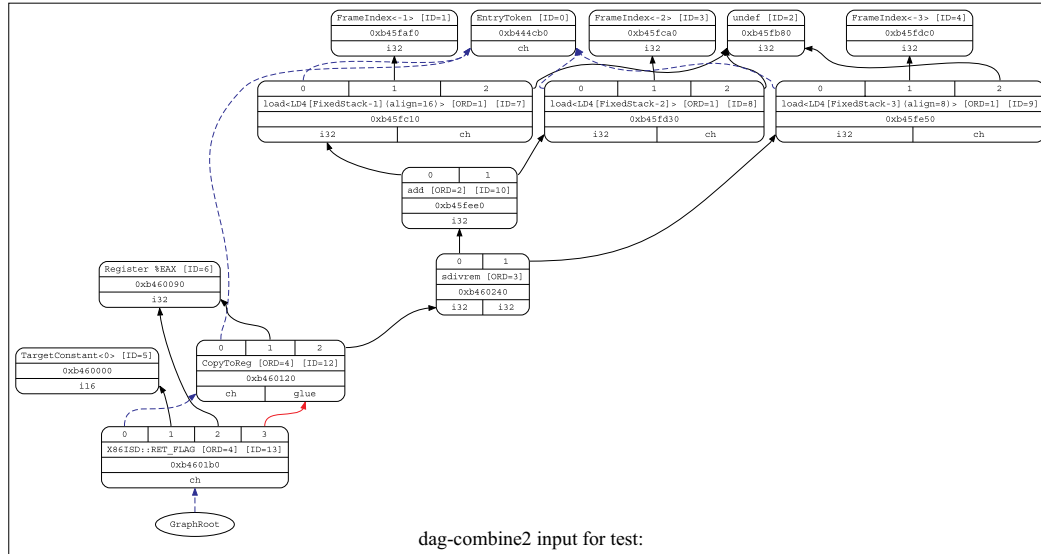 FrameIndex<-1> [ID=1]
0xb45faf0
i32
EntryToken [ID=0]
0xb444cb0
ch
FrameIndex<-2> [ID=3]
0xb45fca0
i32
undef [ID=2]
0xb45fb80
i32
FrameIndex<-3> [ID=4]
0xb45fdc0
i32
0 1 2
load<LD4[FixedStack-1](align=16)> [ORD=1] [ID=7]
0xb45fc10
i32 ch
0 1 2
load<LD4[FixedStack-2]> [ORD=1] [ID=8]
0xb45fd30
i32 ch
0 1 2
load<LD4[FixedStack-3](align=8)> [ORD=1] [ID=9]
0xb45fe50
i32 ch
0 1
add [ORD=2] [ID=10]
0xb45fee0
i32
0 1
sdivrem [ORD=3]
0xb460240
i32 i32
Register %EAX [ID=6]
0xb460090
i32
0 1 2
CopyToReg [ORD=4] [ID=12]
0xb460120
ch glue
TargetConstant<0> [ID=5]
0xb460000
i16
0 1 2 3
X86ISD::RET_FLAG [ORD=4] [ID=13]
0xb4601b0
ch
GraphRoot
dag-combine2 input for test: